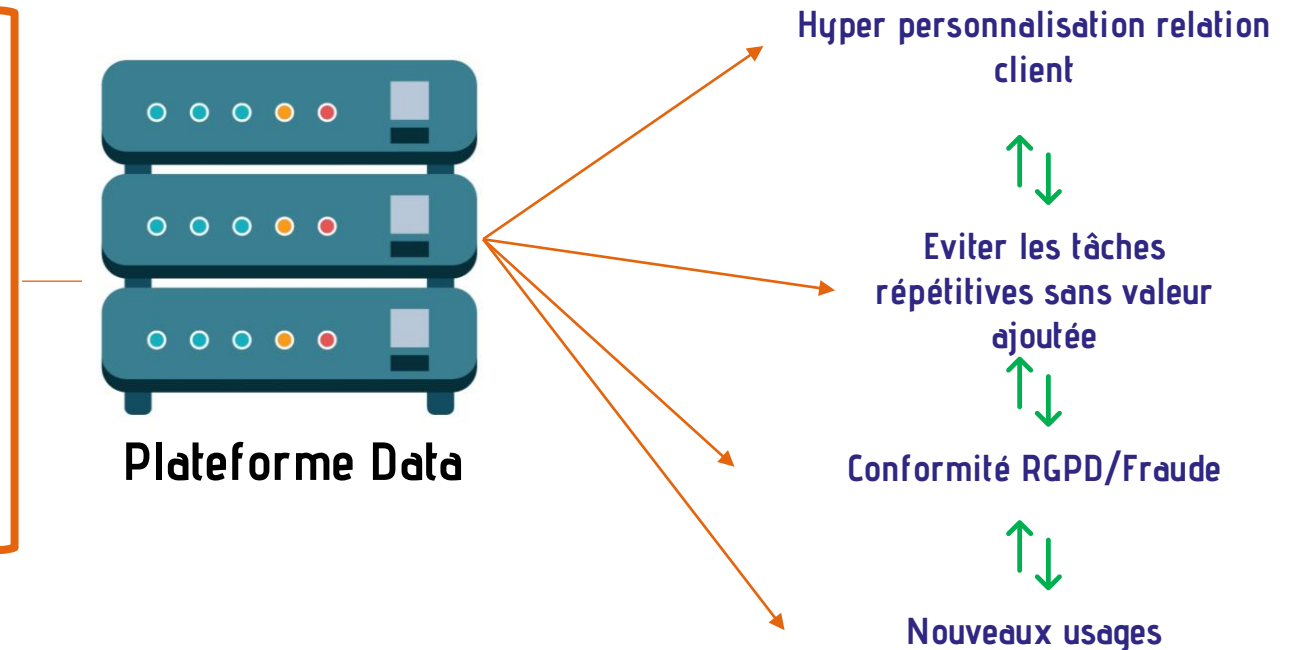 Hyper personnalisation relation
client
Eviter les tâches
répétitives sans valeur
ajoutée
Plateforme Data
Conformité RGPD/Fraude
Nouveaux usages